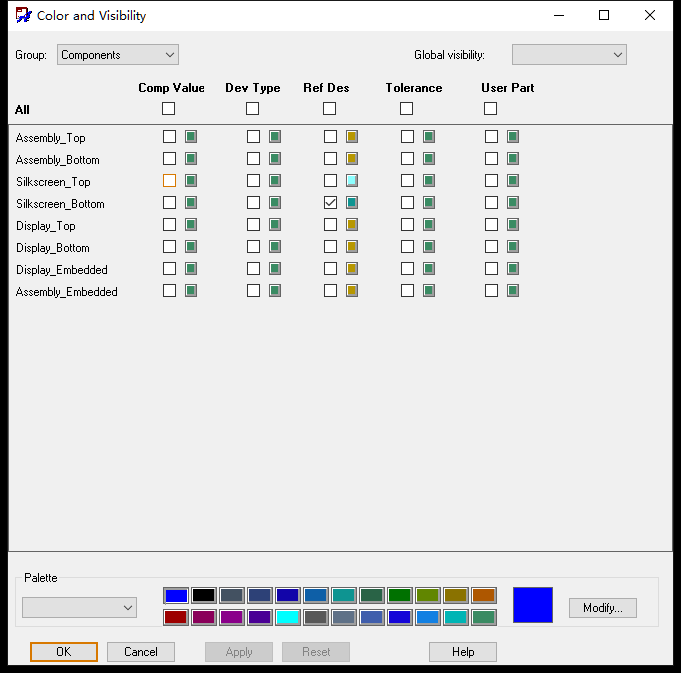 Color and Visibility
Group: Components Global visibility:
Comp Value Dev Type Ref Des Tolerance User Part
All
Assembly_Top
Assembly_Bottom
Silkscreen_Top
Silkscreen_Bottom
Display_Top
Display_Bottom
Display_Embedded
Assembly_Embedded
Palette
Modify...
OK Cancel Apply Reset Help